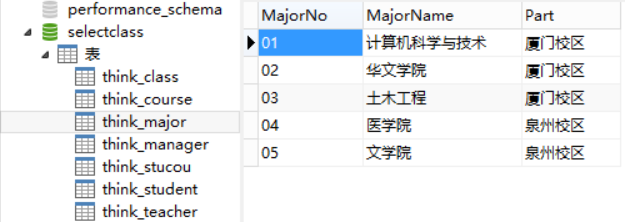 performance_schema
selectclass
表
think_class
think_course
think_major
think_manager
think_stucou
think_student
think_teacher
MajorNo MajorName Part
01 计算机科学与技术 厦门校区
02 华文学院 厦门校区
03 土木工程 厦门校区
04 医学院 泉州校区
05 文学院 泉州校区